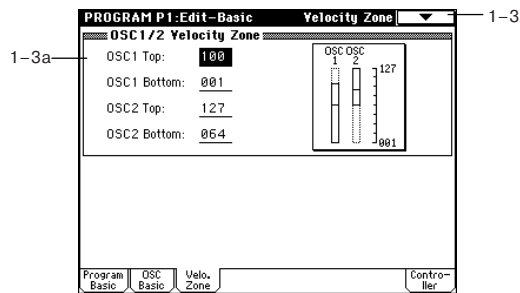 PROGRAM P1:Edit-Basic Velocity Zone
1-3
OSC1/2 Velocity Zone
1-3a
OSC1 Top: 100
OSC1 Bottom: 001
OSC2 Top: 127
OSC2 Bottom: 064
OSC OSC
1 2
127
001
Program Basic
OSC Basic
Velo. Zone
Contro- ller